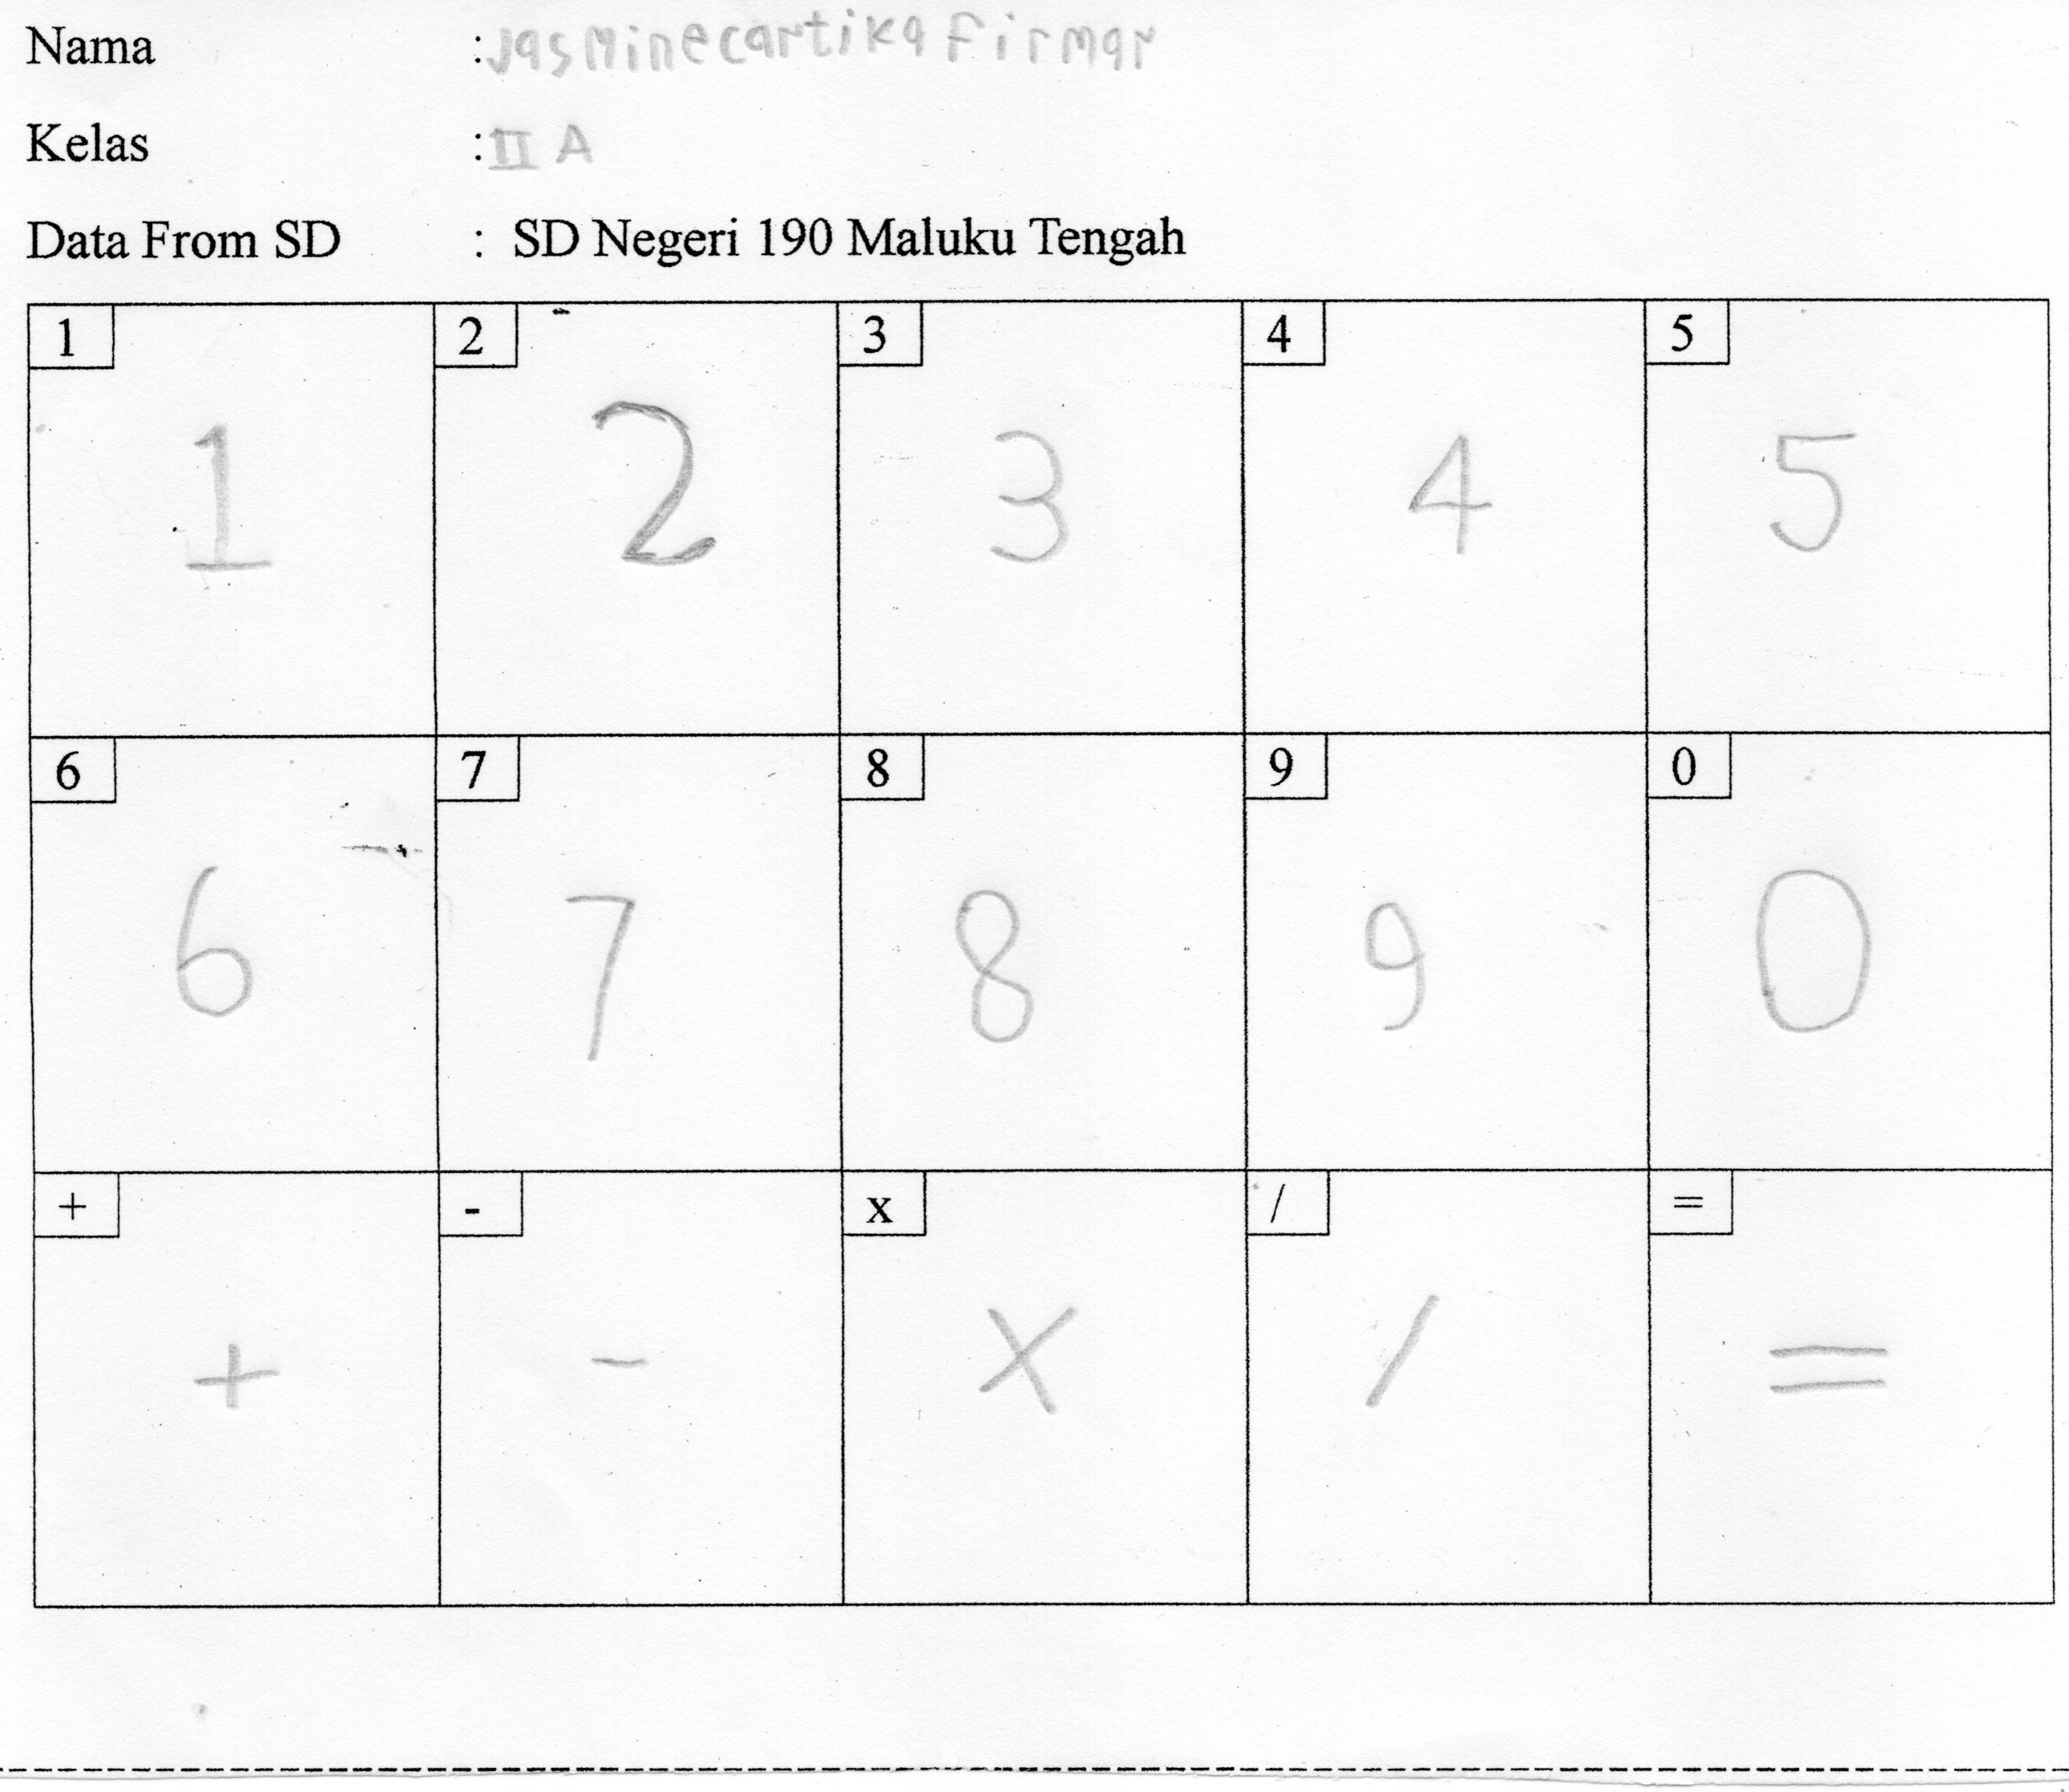 Nama : Jasminecartika Firmar
Kelas : II A
Data From SD : SD Negeri 190 Maluku Tengah
1 2 3 4 5
1 2 3 4 5
6 7 8 9 0
6 7 8 9 0
+ - x / =
+ - x / =